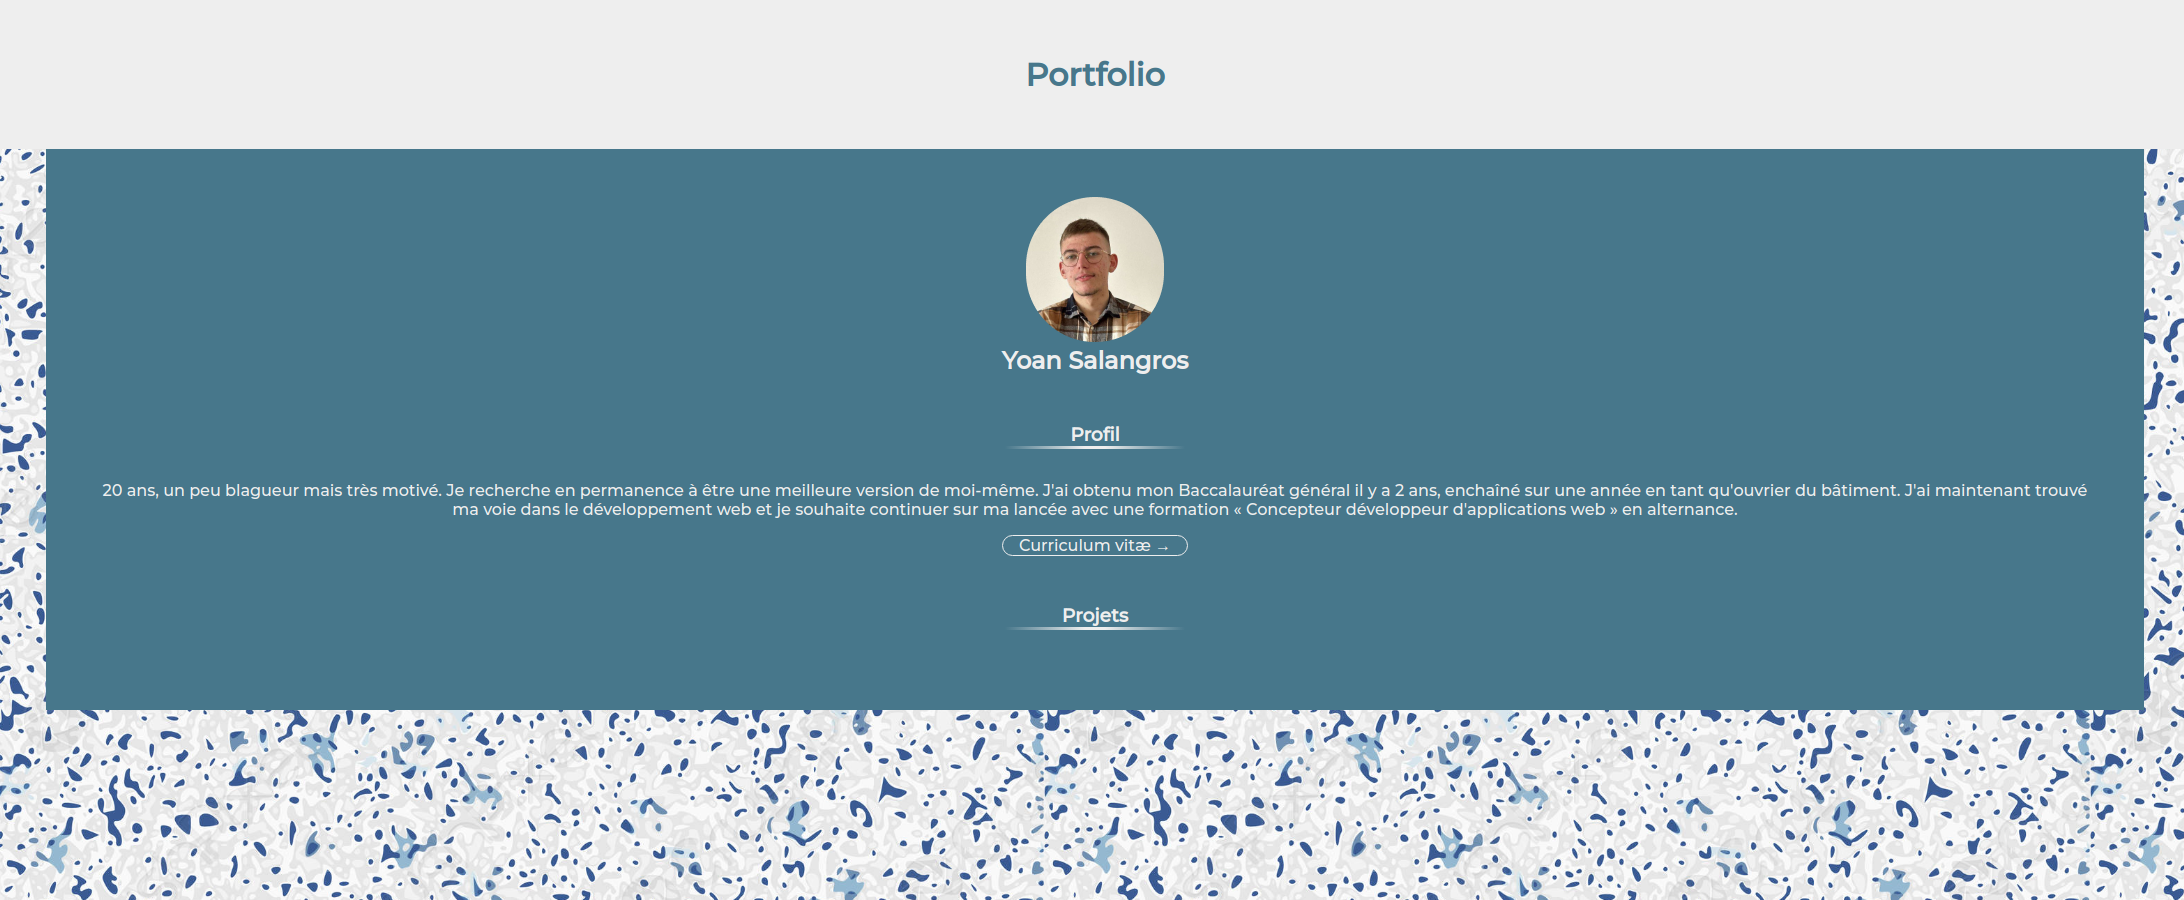 Portfolio
Yoan Salangros
Profil
20 ans, un peu blagueur mais très motivé. Je recherche en permanence à être une meilleure version de moi-même. J'ai obtenu mon Baccalauréat général il y a 2 ans, enchaîné sur une année en tant qu'ouvrier du bâtiment. J'ai maintenant trouvé
ma voie dans le développement web et je souhaite continuer sur ma lancée avec une formation « Concepteur développeur d'applications web » en alternance.
Curriculum vitæ →
Projets